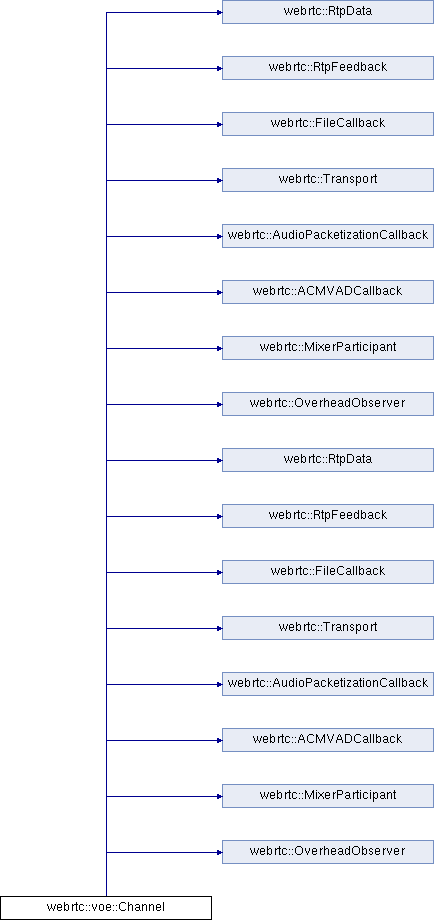 webrtc::RtpData
webrtc::RtpFeedback
webrtc::FileCallback
webrtc::Transport
webrtc::AudioPacketizationCallback
webrtc::ACMVADCallback
webrtc::MixerParticipant
webrtc::OverheadObserver
webrtc::RtpData
webrtc::RtpFeedback
webrtc::FileCallback
webrtc::Transport
webrtc::AudioPacketizationCallback
webrtc::ACMVADCallback
webrtc::MixerParticipant
webrtc::OverheadObserver
webrtc::voe::Channel